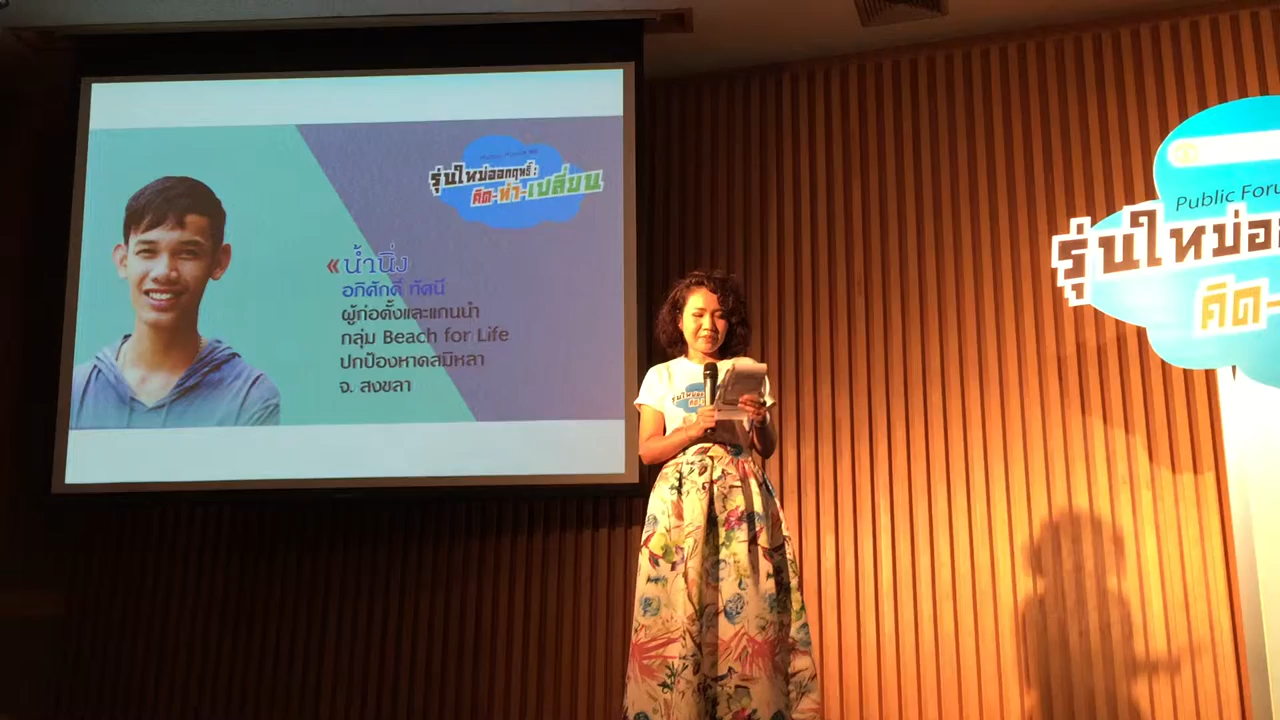 รุ่นใหม่ออกฤทธิ์ :
คิด-ทำ-เปลี่ยน
«น้ำนิ่ง
อภิศักดิ์ ทัศนี
ผู้ก่อตั้งและแกนนำ
กลุ่ม Beach for Life
ปกป้องหาดสมิหลา
จ. สงขลา
Public Foru
รุ่นใหม่ออ
คิด-